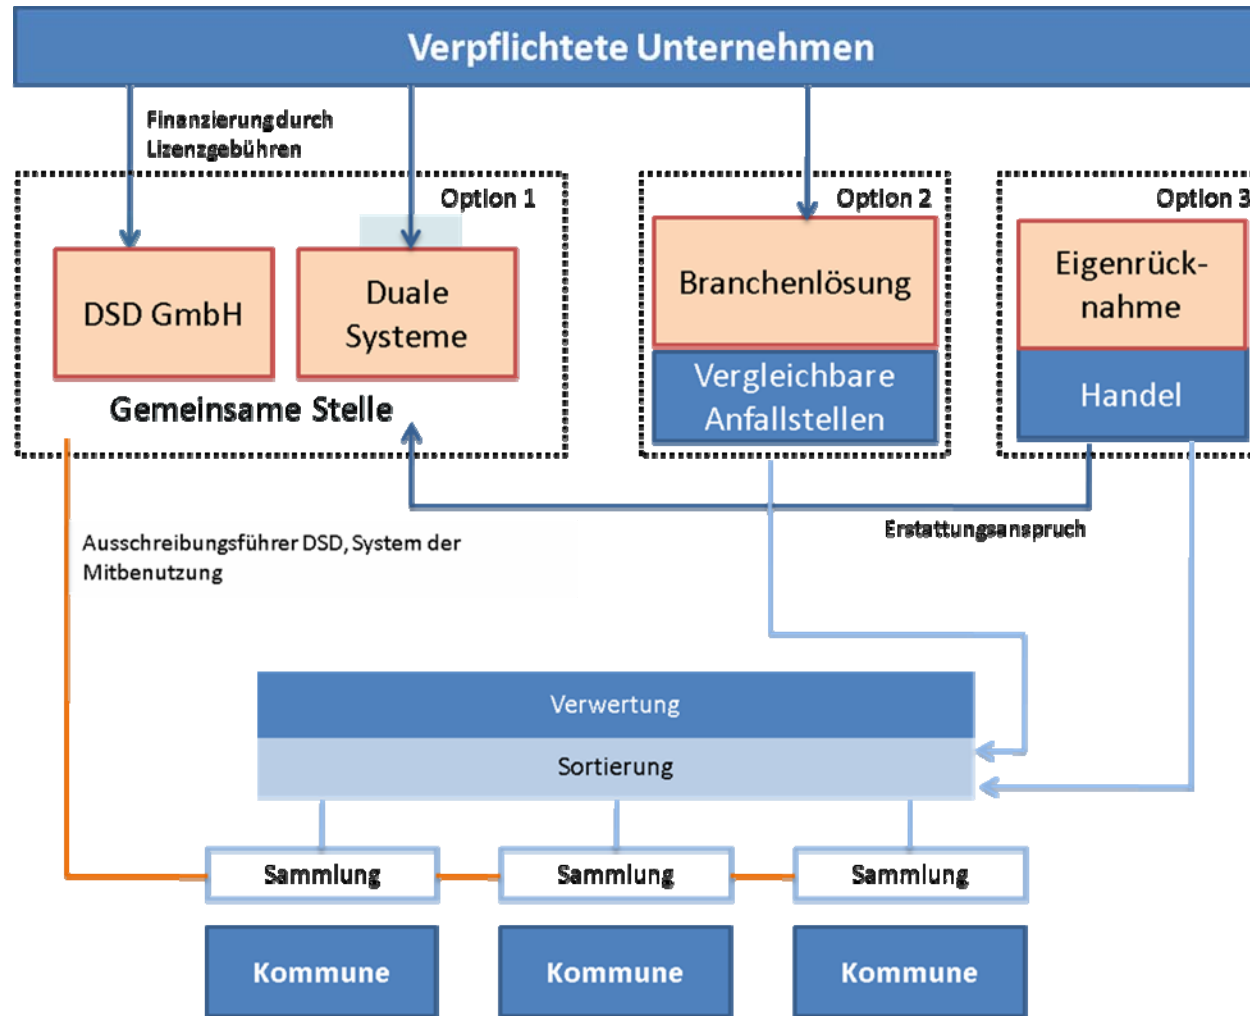 Verpflichtete Unternehmen
Finanzierung durch
Lizenzgebühren
Option 1
Option 2
Option 3
DSD GmbH
Duale
Systeme
Gemeinsame Stelle
Branchenlösung
Vergleichbare
Anfallstellen
Eigenrück-
nahme
Handel
Erstattungsanspruch
Ausschreibungsführer DSD, System der
Mitbenutzung
Verwertung
Sortierung
Sammlung
Sammlung
Sammlung
Kommune
Kommune
Kommune